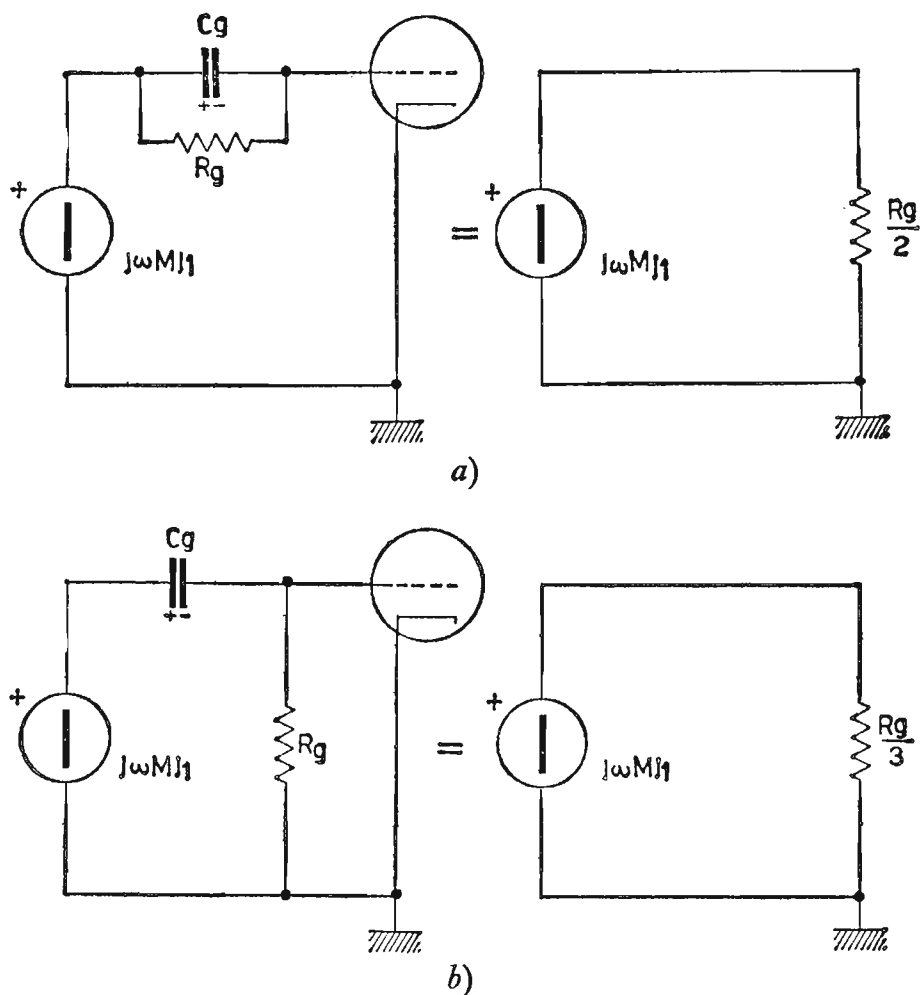 Cg
+ -
Rg
+
jωMJ1
=
+
jωMJ1
Rg
2
a)
Cg
+ -
+
jωMJ1
Rg
=
+
jωMJ1
Rg
3
b)